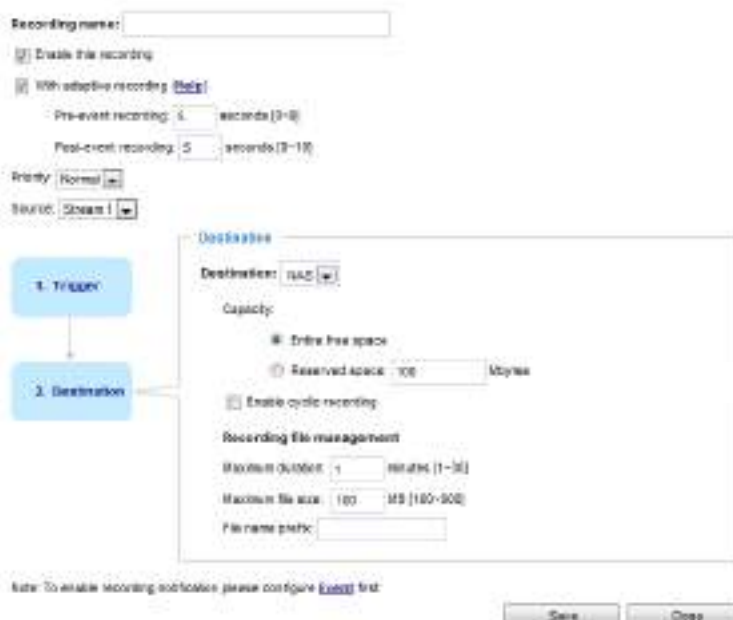 Recording name:
Enable this recording
With adaptive recording [Help]
Pre-event recording: 5 seconds [0~9]
Post-event recording: 5 seconds [0~10]
Priority: Normal
Source: Stream 1
Destination
1. Trigger
Destination: NAS
Capacity:
Entire free space
Reserved space: 100 Mbytes
2. Destination
Enable cyclic recording
Recording file management
Maximum duration: 1 minutes [1~30]
Maximum file size: 100 MB [100~900]
File name prefix:
Note: To enable recording notification please configure Event first
Save Close